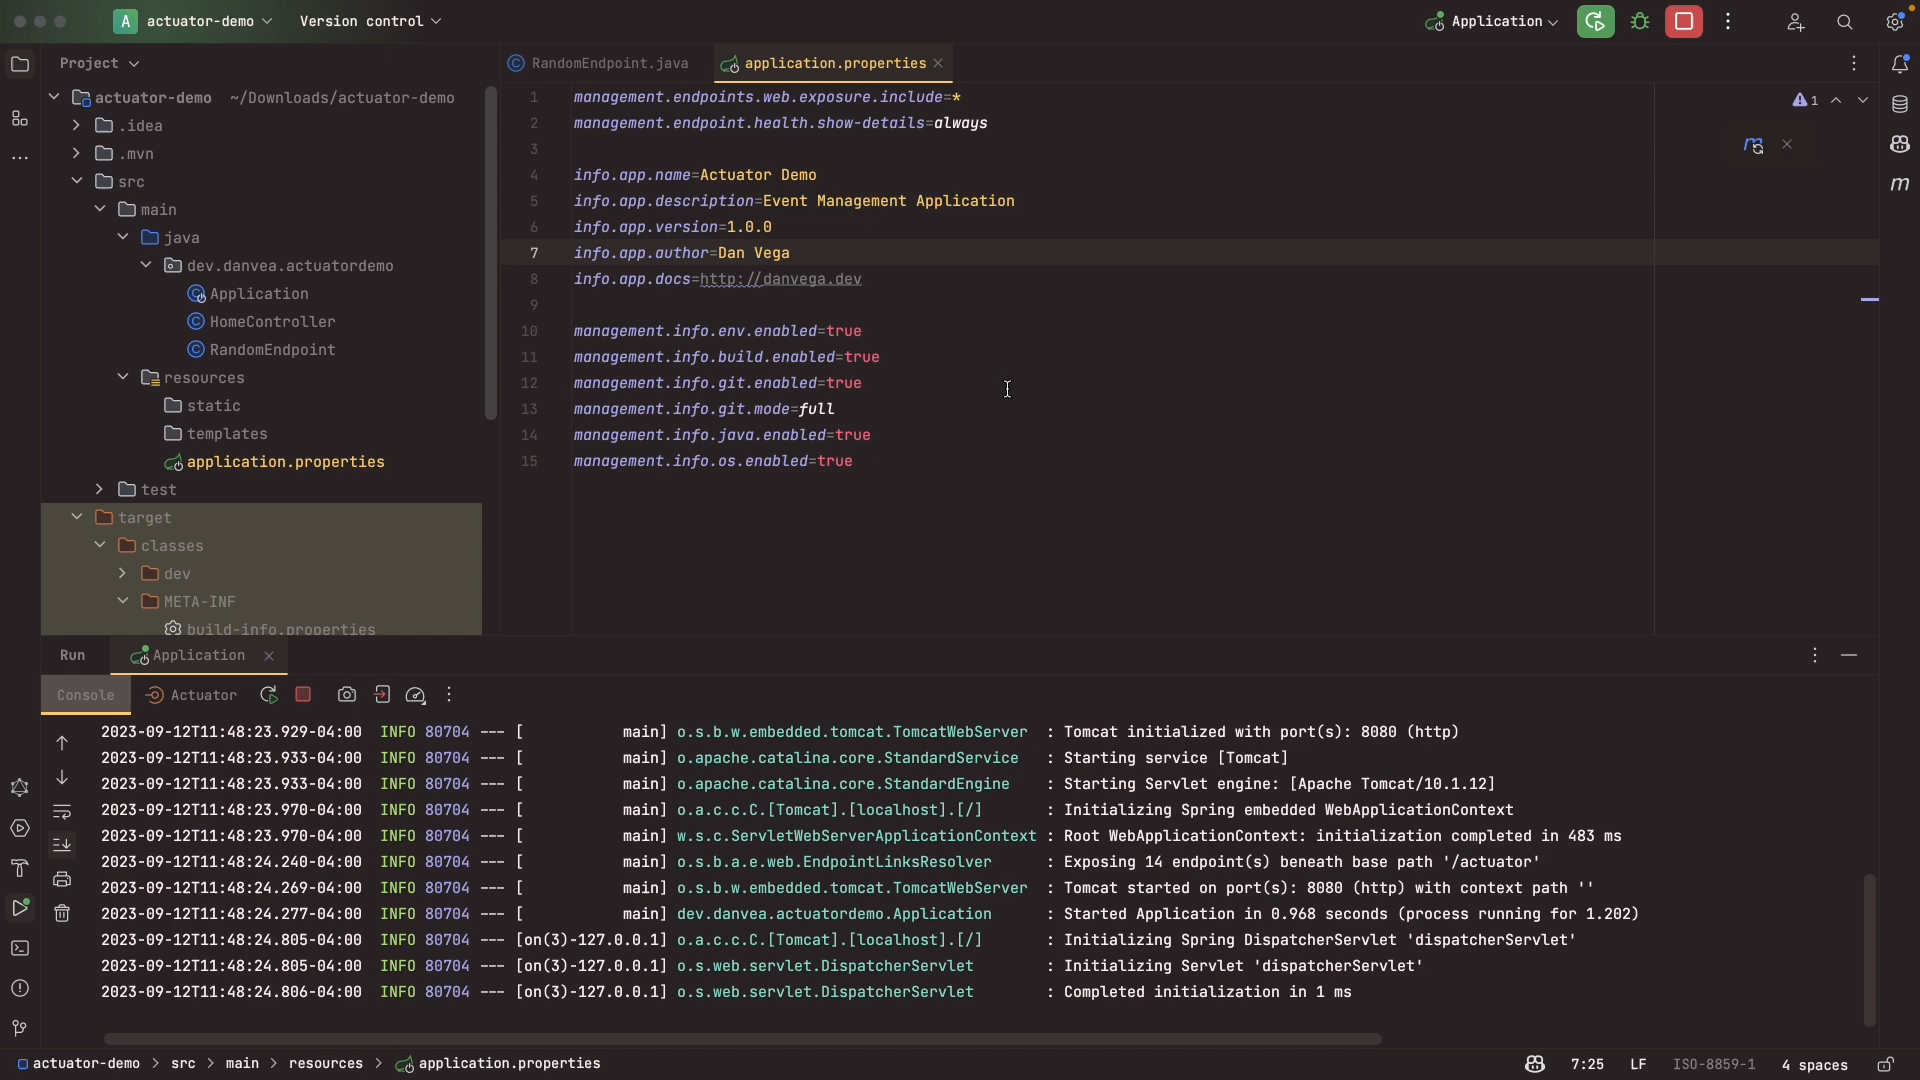 A actuator-demo Version control Application
Project
RandomEndpoint.java application.properties
actuator-demo ~/Downloads/actuator-demo
.idea
.mvn
src
main
java
dev.danvea.actuatordemo
Application
HomeController
RandomEndpoint
resources
static
templates
application.properties
test
target
classes
dev
META-INF
build-info.properties
1 management.endpoints.web.exposure.include=*
2 management.endpoint.health.show-details=always
3
4 info.app.name=Actuator Demo
5 info.app.description=Event Management Application
6 info.app.version=1.0.0
7 info.app.author=Dan Vega
8 info.app.docs=http://danvega.dev
9
10 management.info.env.enabled=true
11 management.info.build.enabled=true
12 management.info.git.enabled=true
13 management.info.git.mode=full
14 management.info.java.enabled=true
15 management.info.os.enabled=true
1
m
m
Run Application
Console Actuator
2023-09-12T11:48:23.929-04:00 INFO 80704 --- [ main] o.s.b.w.embedded.tomcat.TomcatWebServer : Tomcat initialized with port(s): 8080 (http)
2023-09-12T11:48:23.933-04:00 INFO 80704 --- [ main] o.apache.catalina.core.StandardService : Starting service [Tomcat]
2023-09-12T11:48:23.933-04:00 INFO 80704 --- [ main] o.apache.catalina.core.StandardEngine : Starting Servlet engine: [Apache Tomcat/10.1.12]
2023-09-12T11:48:23.970-04:00 INFO 80704 --- [ main] o.a.c.c.C.[Tomcat].[localhost].[/] : Initializing Spring embedded WebApplicationContext
2023-09-12T11:48:23.970-04:00 INFO 80704 --- [ main] w.s.c.ServletWebServerApplicationContext : Root WebApplicationContext: initialization completed in 483 ms
2023-09-12T11:48:24.240-04:00 INFO 80704 --- [ main] o.s.b.a.e.web.EndpointLinksResolver : Exposing 14 endpoint(s) beneath base path '/actuator'
2023-09-12T11:48:24.269-04:00 INFO 80704 --- [ main] o.s.b.w.embedded.tomcat.TomcatWebServer : Tomcat started on port(s): 8080 (http) with context path ''
2023-09-12T11:48:24.277-04:00 INFO 80704 --- [ main] dev.danvea.actuatordemo.Application : Started Application in 0.968 seconds (process running for 1.202)
2023-09-12T11:48:24.805-04:00 INFO 80704 --- [on(3)-127.0.0.1] o.a.c.c.C.[Tomcat].[localhost].[/] : Initializing Spring DispatcherServlet 'dispatcherServlet'
2023-09-12T11:48:24.805-04:00 INFO 80704 --- [on(3)-127.0.0.1] o.s.web.servlet.DispatcherServlet : Initializing Servlet 'dispatcherServlet'
2023-09-12T11:48:24.806-04:00 INFO 80704 --- [on(3)-127.0.0.1] o.s.web.servlet.DispatcherServlet : Completed initialization in 1 ms
actuator-demo > src > main > resources > application.properties 7:25 LF ISO-8859-1 4 spaces